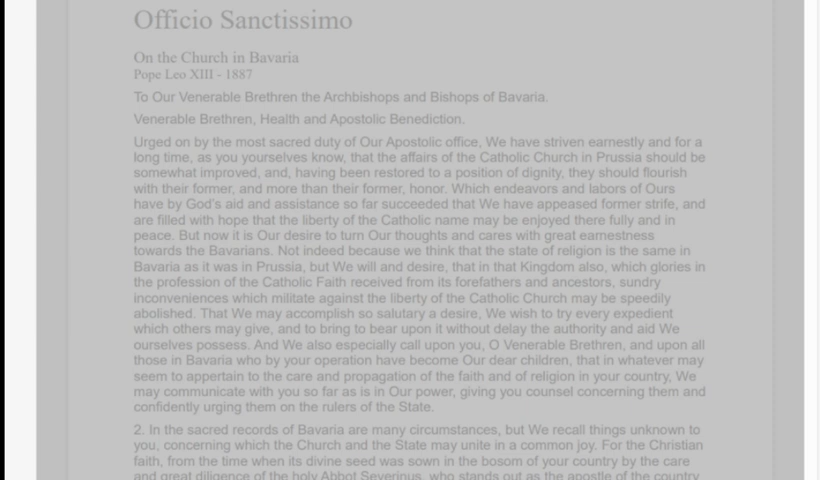 Officio Sanctissimo
On the Church in Bavaria
Pope Leo XIII - 1887
To Our Venerable Brethren the Archbishops and Bishops of Bavaria.
Venerable Brethren, Health and Apostolic Benediction.
Urged on by the most sacred duty of Our Apostolic office, We have striven earnestly and for a
long time, as you yourselves know, that the affairs of the Catholic Church in Prussia should be
somewhat improved, and, having been restored to a position of dignity, they should flourish
with their former, and more than their former, honor. Which endeavors and labors of Ours
have by God's aid and assistance so far succeeded that We have appeased former strife, and
are filled with hope that the liberty of the Catholic name may be enjoyed there fully and in
peace. But now it is Our desire to turn Our thoughts and cares with great earnestness
towards the Bavarians. Not indeed because we think that the state of religion is the same in
Bavaria as it was in Prussia, but We will and desire, that in that Kingdom also, which glories in
the profession of the Catholic Faith received from its forefathers and ancestors, sundry
inconveniences which militate against the liberty of the Catholic Church may be speedily
abolished. That We may accomplish so salutary a desire, We wish to try every expedient
which others may give, and to bring to bear upon it without delay the authority and aid We
ourselves possess. And We also especially call upon you, O Venerable Brethren, and upon all
those in Bavaria who by your operation have become Our dear children, that in whatever may
seem to appertain to the care and propagation of the faith and of religion in your country, We
may communicate with you so far as is in Our power, giving you counsel concerning them and
confidently urging them on the rulers of the State.
2. In the sacred records of Bavaria are many circumstances, but We recall things unknown to
you, concerning which the Church and the State may unite in a common joy. For the Christian
faith, from the time when its divine seed was sown in the bosom of your country by the care
and great diligence of the holy Abbot Severinus, who stands out as the apostle of the country